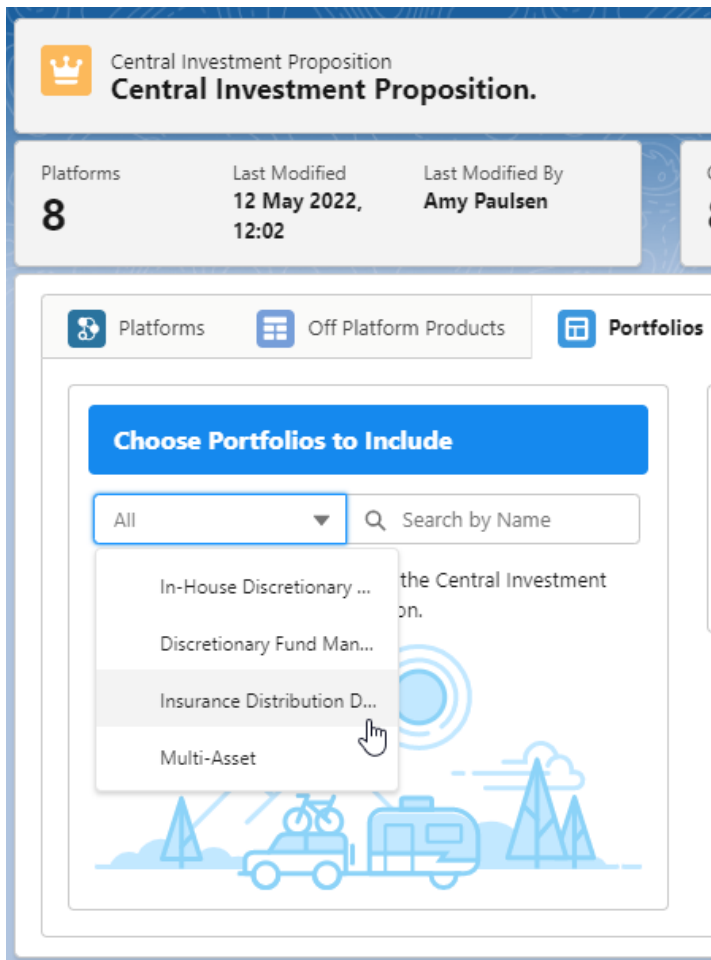 Central Investment Proposition
Central Investment Proposition.
Platforms
8
Last Modified
12 May 2022,
12:02
Last Modified By
Amy Paulsen
Platforms
Off Platform Products
Portfolios
Choose Portfolios to Include
All
Search by Name
the Central Investment
on.
In-House Discretionary ...
Discretionary Fund Man...
Insurance Distribution D...
Multi-Asset